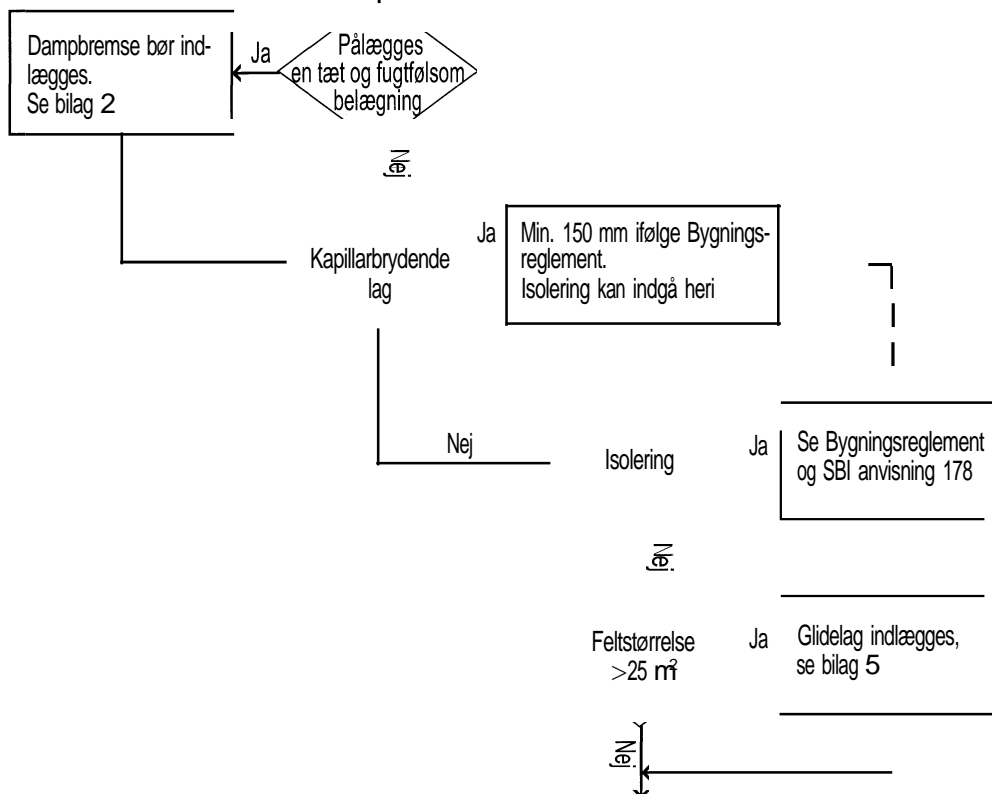 Dampbremse bør ind-
lægges.
Se bilag 2
Ja
Pålægges
en tæt og fugtfølsom
belægning
Nej
Kapillarbrydende
lag
Ja
Min. 150 mm ifølge Bygnings-
reglement.
Isolering kan indgå heri
Nej
Isolering
Ja
Se Bygningsreglement
og SBI anvisning 178
Nej
Feltstørrelse
>25 m²
Ja
Glidelag indlægges,
se bilag 5
Nej